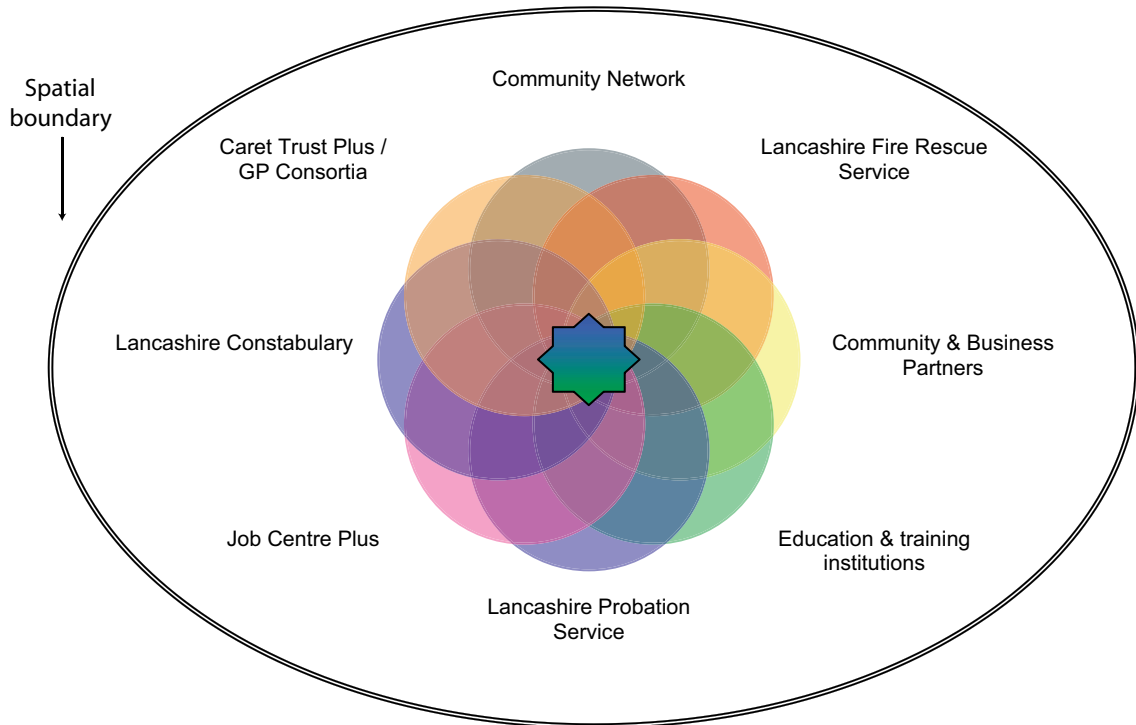 Community Network
Spatial
boundary
Caret Trust Plus /
GP Consortia
Lancashire Fire Rescue
Service
Lancashire Constabulary
Community & Business
Partners
Job Centre Plus
Education & training
institutions
Lancashire Probation
Service